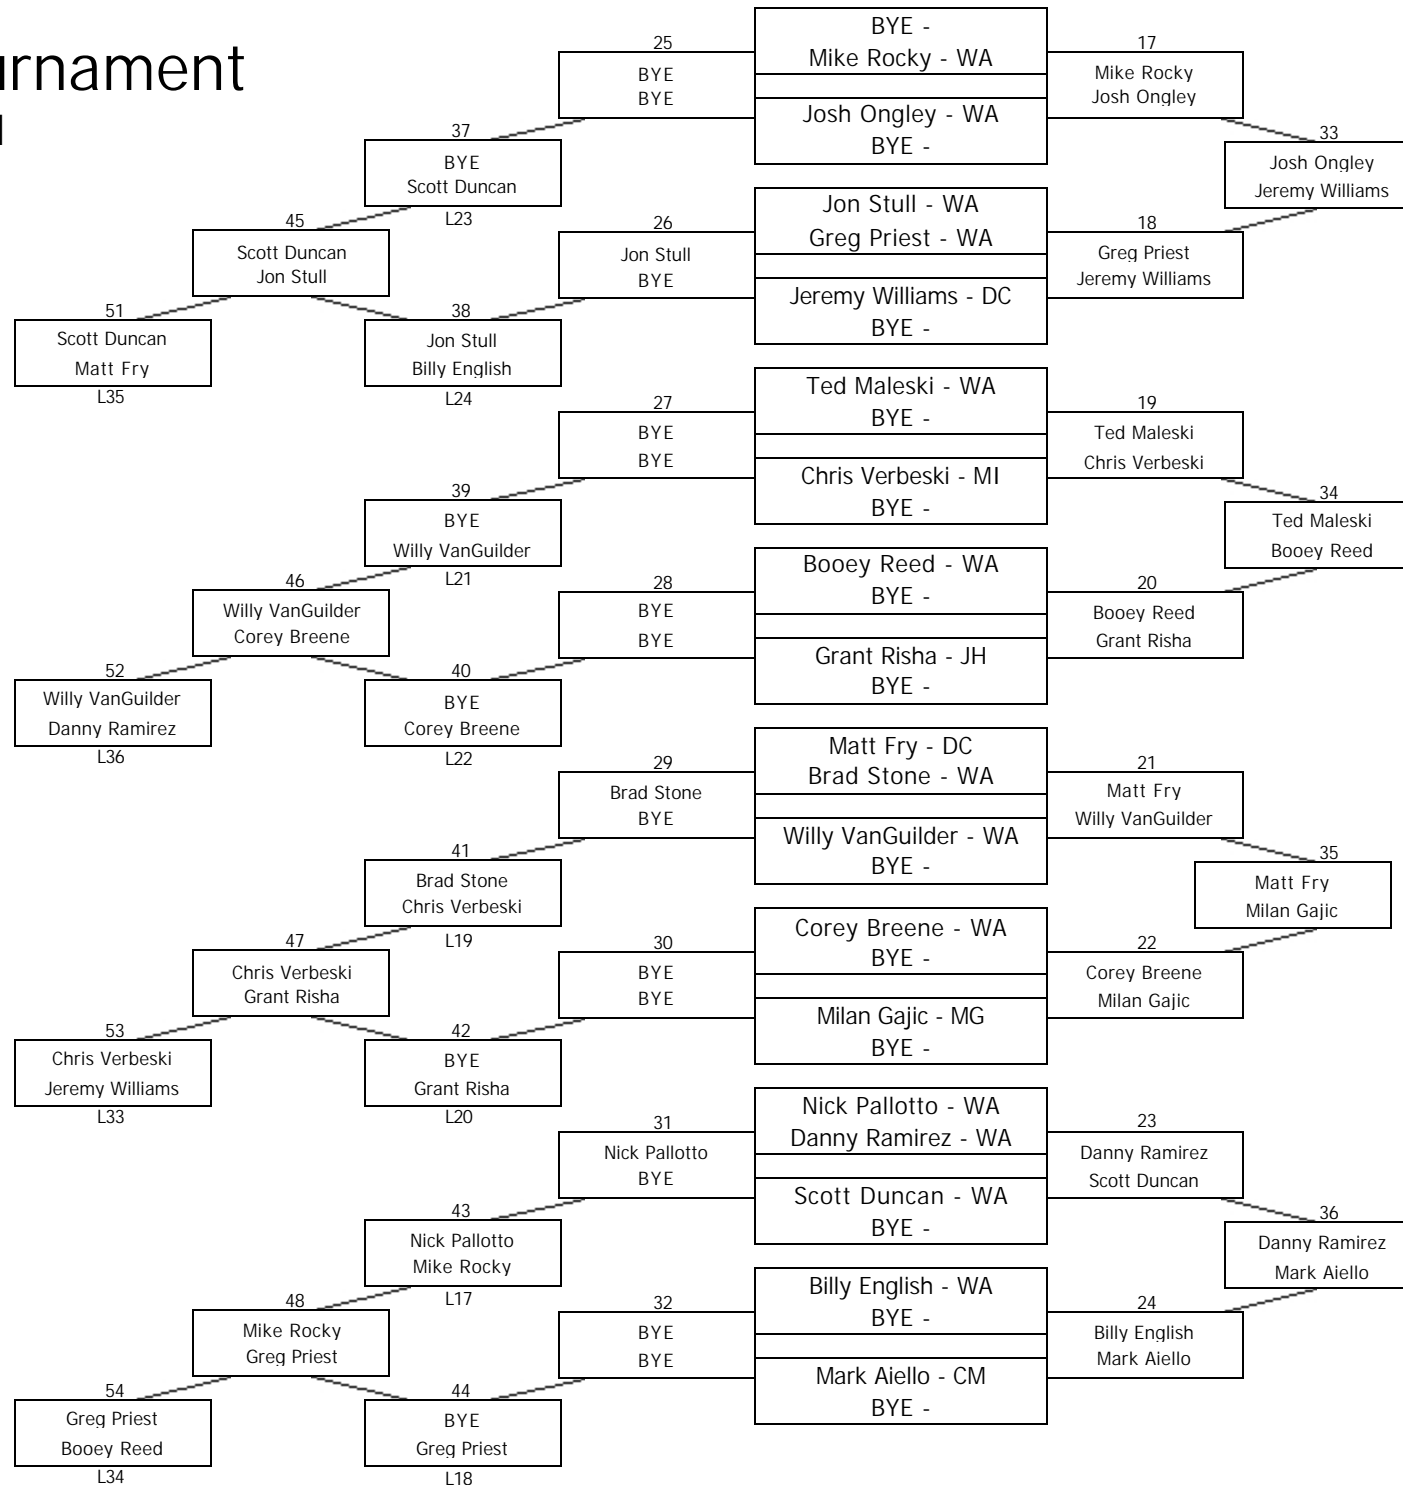 urnament
25
BYE
BYE
37
BYE
Scott Duncan
L23
45
Scott Duncan
Jon Stull
26
Jon Stull
BYE
51
Scott Duncan
Matt Fry
L35
38
Jon Stull
Billy English
L24
27
BYE
BYE
39
BYE
Willy VanGuilder
L21
46
Willy VanGuilder
Corey Breene
28
BYE
BYE
52
Willy VanGuilder
Danny Ramirez
L36
40
BYE
Corey Breene
L22
29
Brad Stone
BYE
41
Brad Stone
Chris Verbeski
L19
47
Chris Verbeski
Grant Risha
30
BYE
BYE
53
Chris Verbeski
Jeremy Williams
L33
42
BYE
Grant Risha
L20
31
Nick Pallotto
BYE
43
Nick Pallotto
Mike Rocky
L17
48
Mike Rocky
Greg Priest
32
BYE
BYE
54
Greg Priest
Booey Reed
L34
44
BYE
Greg Priest
L18
BYE -
Mike Rocky - WA
Josh Ongley - WA
BYE -
Jon Stull - WA
Greg Priest - WA
Jeremy Williams - DC
BYE -
Ted Maleski - WA
BYE -
Chris Verbeski - MI
BYE -
Booey Reed - WA
BYE -
Grant Risha - JH
BYE -
Matt Fry - DC
Brad Stone - WA
Willy VanGuilder - WA
BYE -
Corey Breene - WA
BYE -
Milan Gajic - MG
BYE -
Nick Pallotto - WA
Danny Ramirez - WA
Scott Duncan - WA
BYE -
Billy English - WA
BYE -
Mark Aiello - CM
BYE -
17
Mike Rocky
Josh Ongley
33
Josh Ongley
Jeremy Williams
18
Greg Priest
Jeremy Williams
19
Ted Maleski
Chris Verbeski
34
Ted Maleski
Booey Reed
20
Booey Reed
Grant Risha
21
Matt Fry
Willy VanGuilder
35
Matt Fry
Milan Gajic
22
Corey Breene
Milan Gajic
23
Danny Ramirez
Scott Duncan
36
Danny Ramirez
Mark Aiello
24
Billy English
Mark Aiello